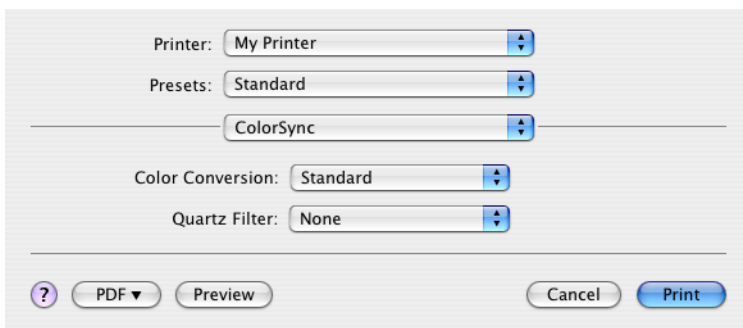 Printer: My Printer
Presets: Standard
ColorSync
Color Conversion: Standard
Quartz Filter: None
? PDF ▼ Preview Cancel Print